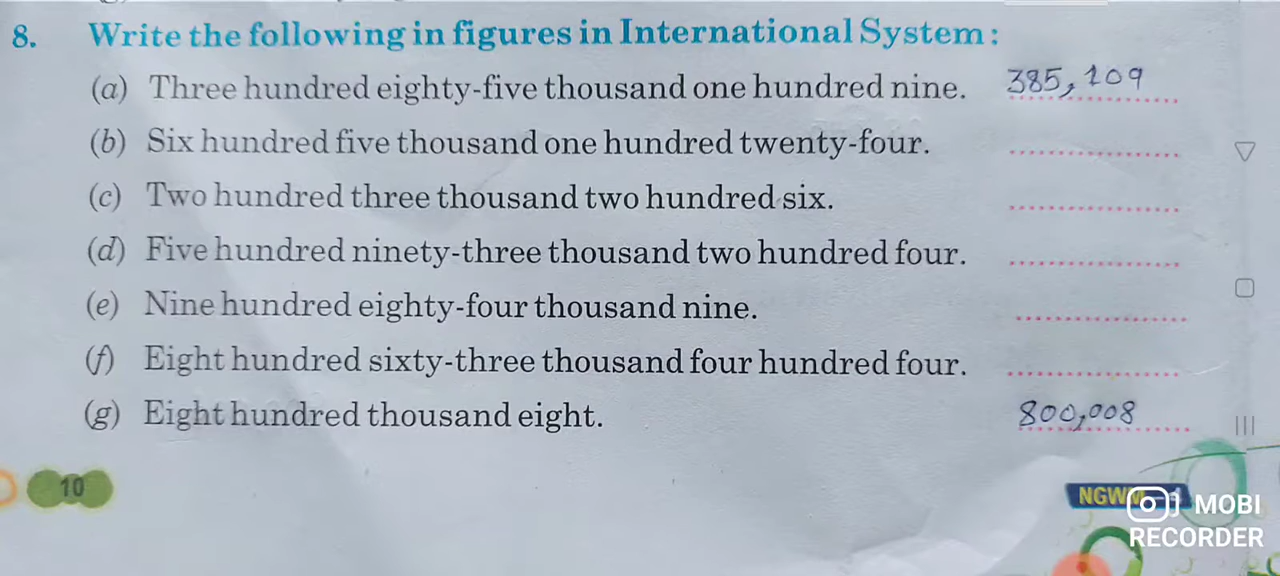 8. Write the following in figures in International System:
(a) Three hundred eighty-five thousand one hundred nine. 385,109
(b) Six hundred five thousand one hundred twenty-four. ....................
(c) Two hundred three thousand two hundred six. ....................
(d) Five hundred ninety-three thousand two hundred four. ....................
(e) Nine hundred eighty-four thousand nine. ....................
(f) Eight hundred sixty-three thousand four hundred four. ....................
(g) Eight hundred thousand eight. 800,008
10
MOBI
RECORDER